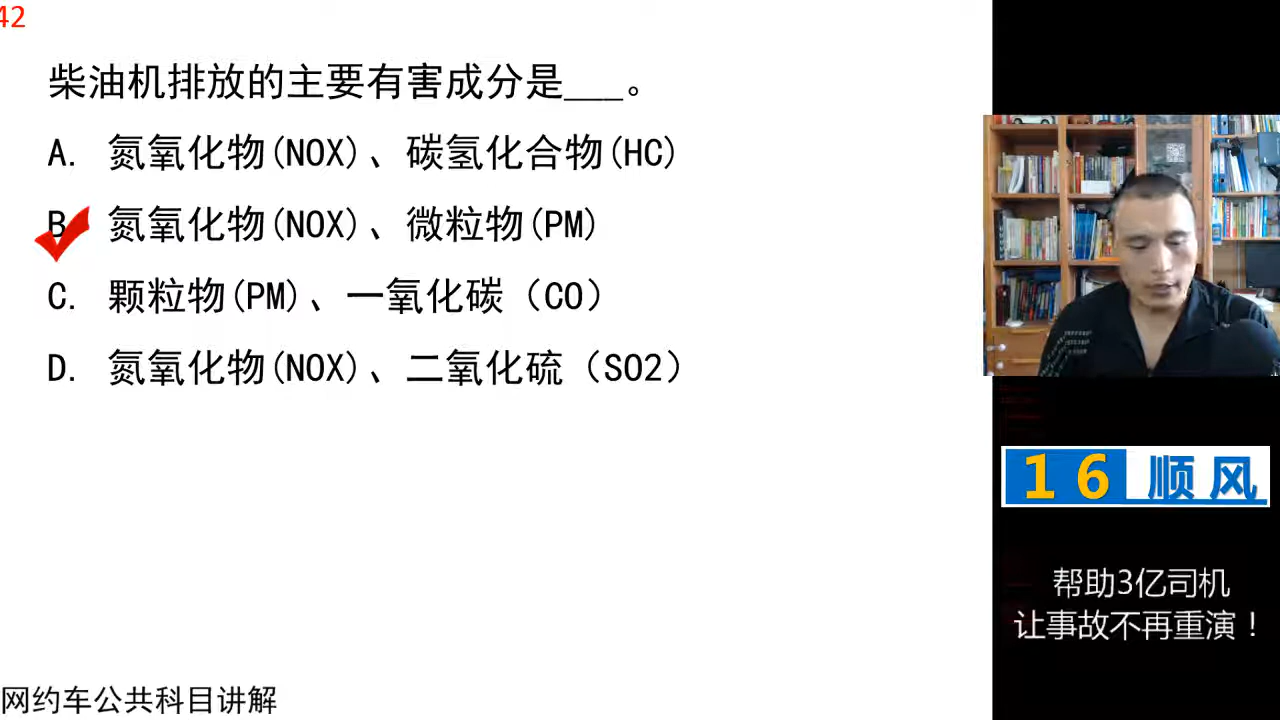 42
柴油机排放的主要有害成分是___。
A. 氮氧化物(NOX)、碳氢化合物(HC)
B 氮氧化物(NOX)、微粒物(PM)
C. 颗粒物(PM)、一氧化碳（CO）
D. 氮氧化物(NOX)、二氧化硫（SO2）
16顺风
帮助3亿司机
让事故不再重演！
网约车公共科目讲解